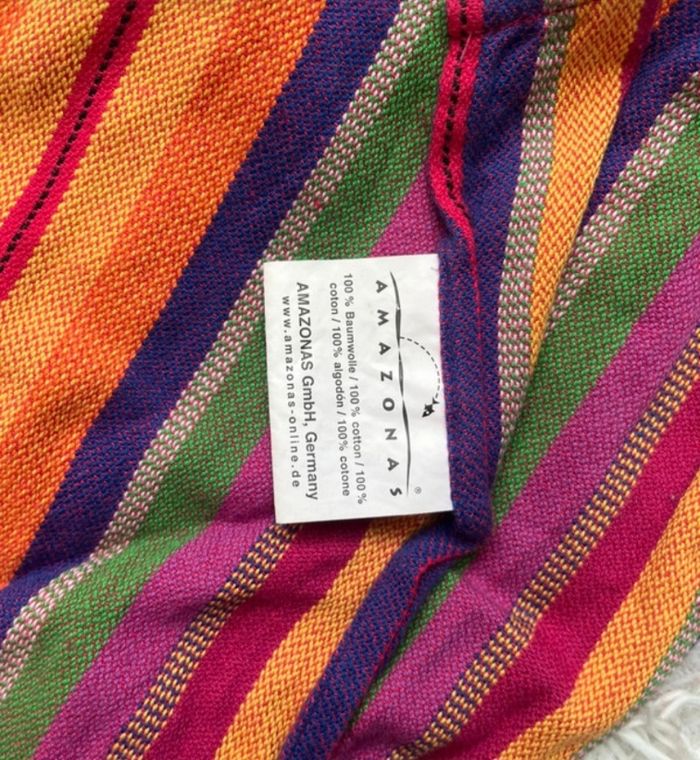 AMAZONAS ®
100 % Baumwolle / 100 % cotton / 100 %
coton / 100% algodón / 100% cotone
AMAZONAS GmbH, Germany
www.amazonas-online.de